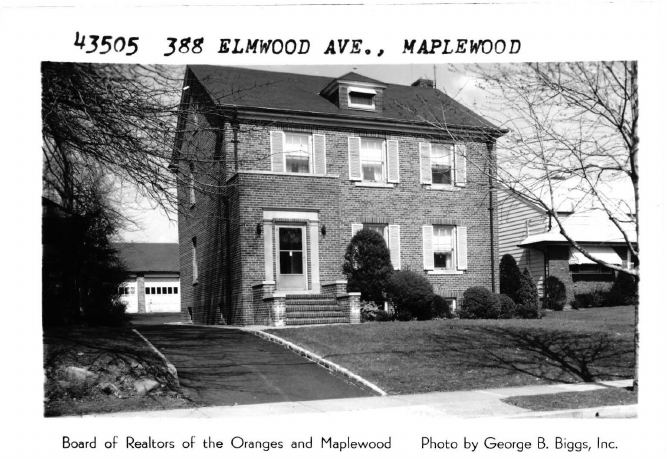 43505 388 ELMWOOD AVE., MAPLEWOOD
Board of Realtors of the Oranges and Maplewood Photo by George B. Biggs, Inc.